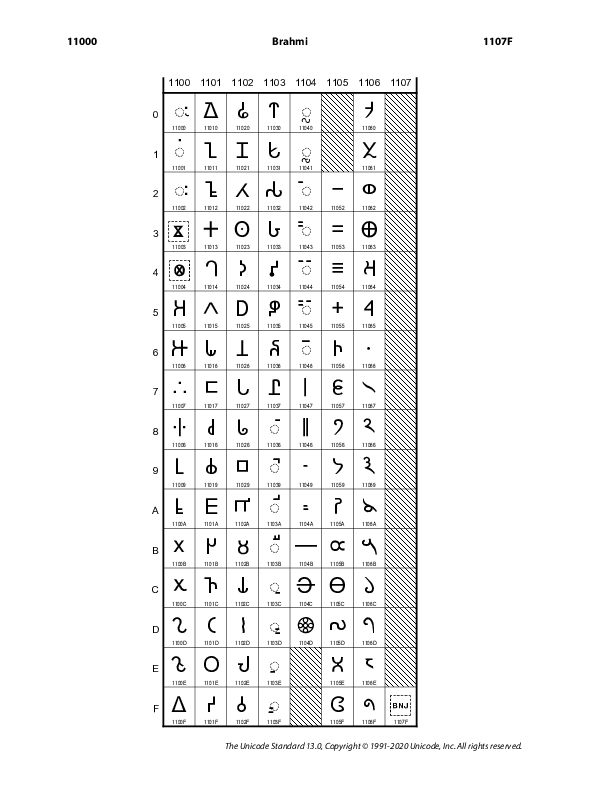 11000 Brahmi 1107F
1100 1101 1102 1103 1104 1105 1106 1107
0 𑀀 𑀐 𑀠 𑀰 𑁀 𑁠
11000 11010 11020 11030 11040 11060
1 𑀁 𑀑 𑀡 𑀱 𑁁 𑁡
11001 11011 11021 11031 11041 11061
2 𑀂 𑀒 𑀢 𑀲 𑁂 𑁒 𑁢
11002 11012 11022 11032 11042 11052 11062
3 𑀃 𑀓 𑀣 𑀳 𑁃 𑁓 𑁣
11003 11013 11023 11033 11043 11053 11063
4 𑀄 𑀔 𑀤 𑀴 𑁄 𑁔 𑁤
11004 11014 11024 11034 11044 11054 11064
5 𑀅 𑀕 𑀥 𑀵 𑁅 𑁕 𑁥
11005 11015 11025 11035 11045 11055 11065
6 𑀆 𑀖 𑀦 𑀶 𑁆 𑁖 𑁦
11006 11016 11026 11036 11046 11056 11066
7 𑀇 𑀗 𑀧 𑀷 𑁇 𑁗 𑁧
11007 11017 11027 11037 11047 11057 11067
8 𑀈 𑀘 𑀨 𑀸 𑁈 𑁘 𑁨
11008 11018 11028 11038 11048 11058 11068
9 𑀉 𑀙 𑀩 𑀹 𑁉 𑁙 𑁩
11009 11019 11029 11039 11049 11059 11069
A 𑀊 𑀚 𑀪 𑀺 𑁊 𑁚 𑁪
1100A 1101A 1102A 1103A 1104A 1105A 1106A
B 𑀋 𑀛 𑀫 𑀻 𑁋 𑁛 𑁫
1100B 1101B 1102B 1103B 1104B 1105B 1106B
C 𑀌 𑀜 𑀬 𑀼 𑁌 𑁜 𑁬
1100C 1101C 1102C 1103C 1104C 1105C 1106C
D 𑀍 𑀝 𑀭 𑀽 𑁍 𑁝 𑁭
1100D 1101D 1102D 1103D 1104D 1105D 1106D
E 𑀎 𑀞 𑀮 𑀾 𑁞 𑁮
1100E 1101E 1102E 1103E 1105E 1106E
F 𑀏 𑀟 𑀯 𑀿 𑁟 𑁯 BNJ
1100F 1101F 1102F 1103F 1105F 1106F 1107F
The Unicode Standard 13.0, Copyright © 1991-2020 Unicode, Inc. All rights reserved.